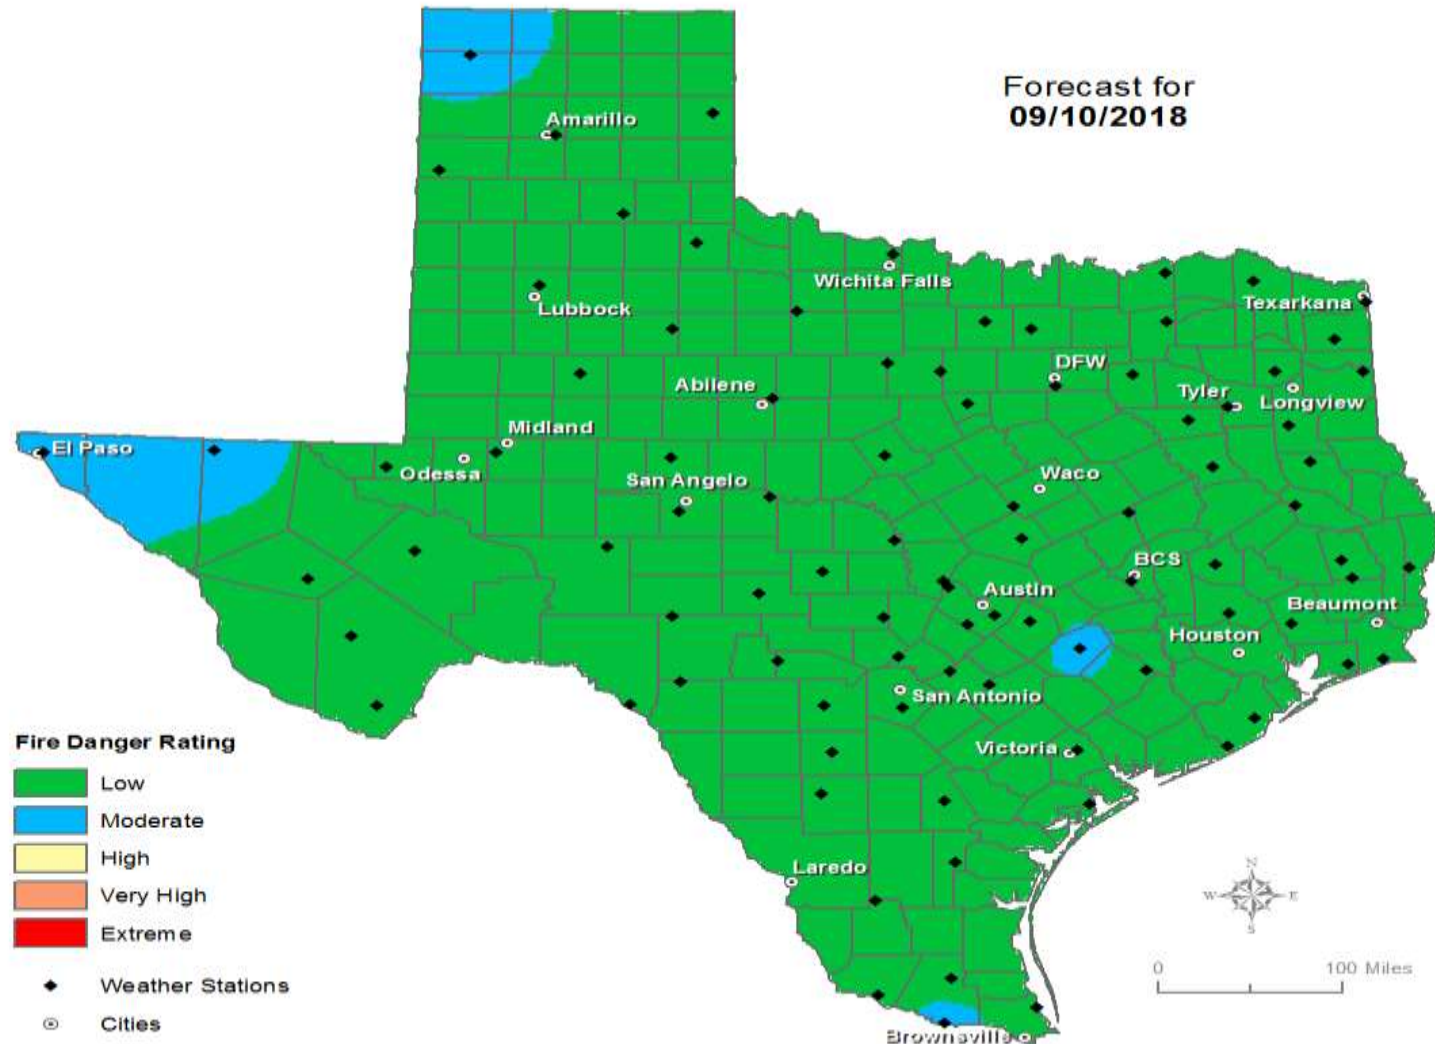 Forecast for
09/10/2018
Amarillo
Wichita Falls
Lubbock
Texarkana
DFW
Abilene
Tyler
Longview
Midland
El Paso
Odessa
San Angelo
Waco
BCS
Austin
Beaumont
Houston
San Antonio
Victoria
Laredo
Brownsville
Fire Danger Rating
Low
Moderate
High
Very High
Extreme
Weather Stations
Cities
N
W E
S
0 100 Miles